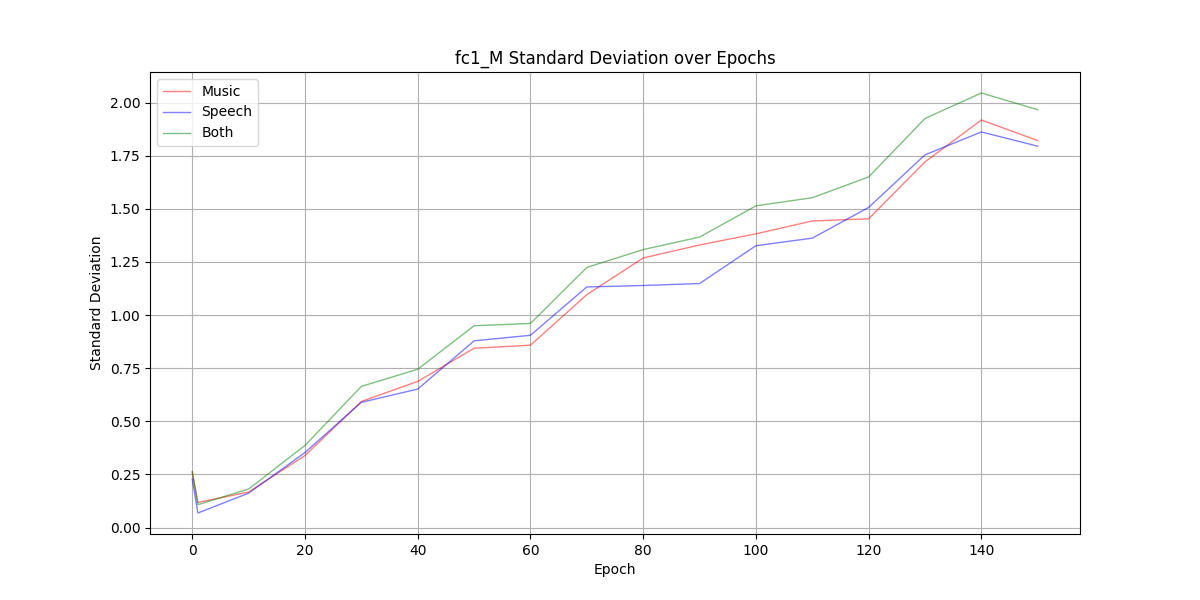 fc1_M Standard Deviation over Epochs
Music
Speech
Both
2.00
1.75
1.50
1.25
1.00
0.75
0.50
0.25
0.00
Standard Deviation
0 20 40 60 80 100 120 140
Epoch